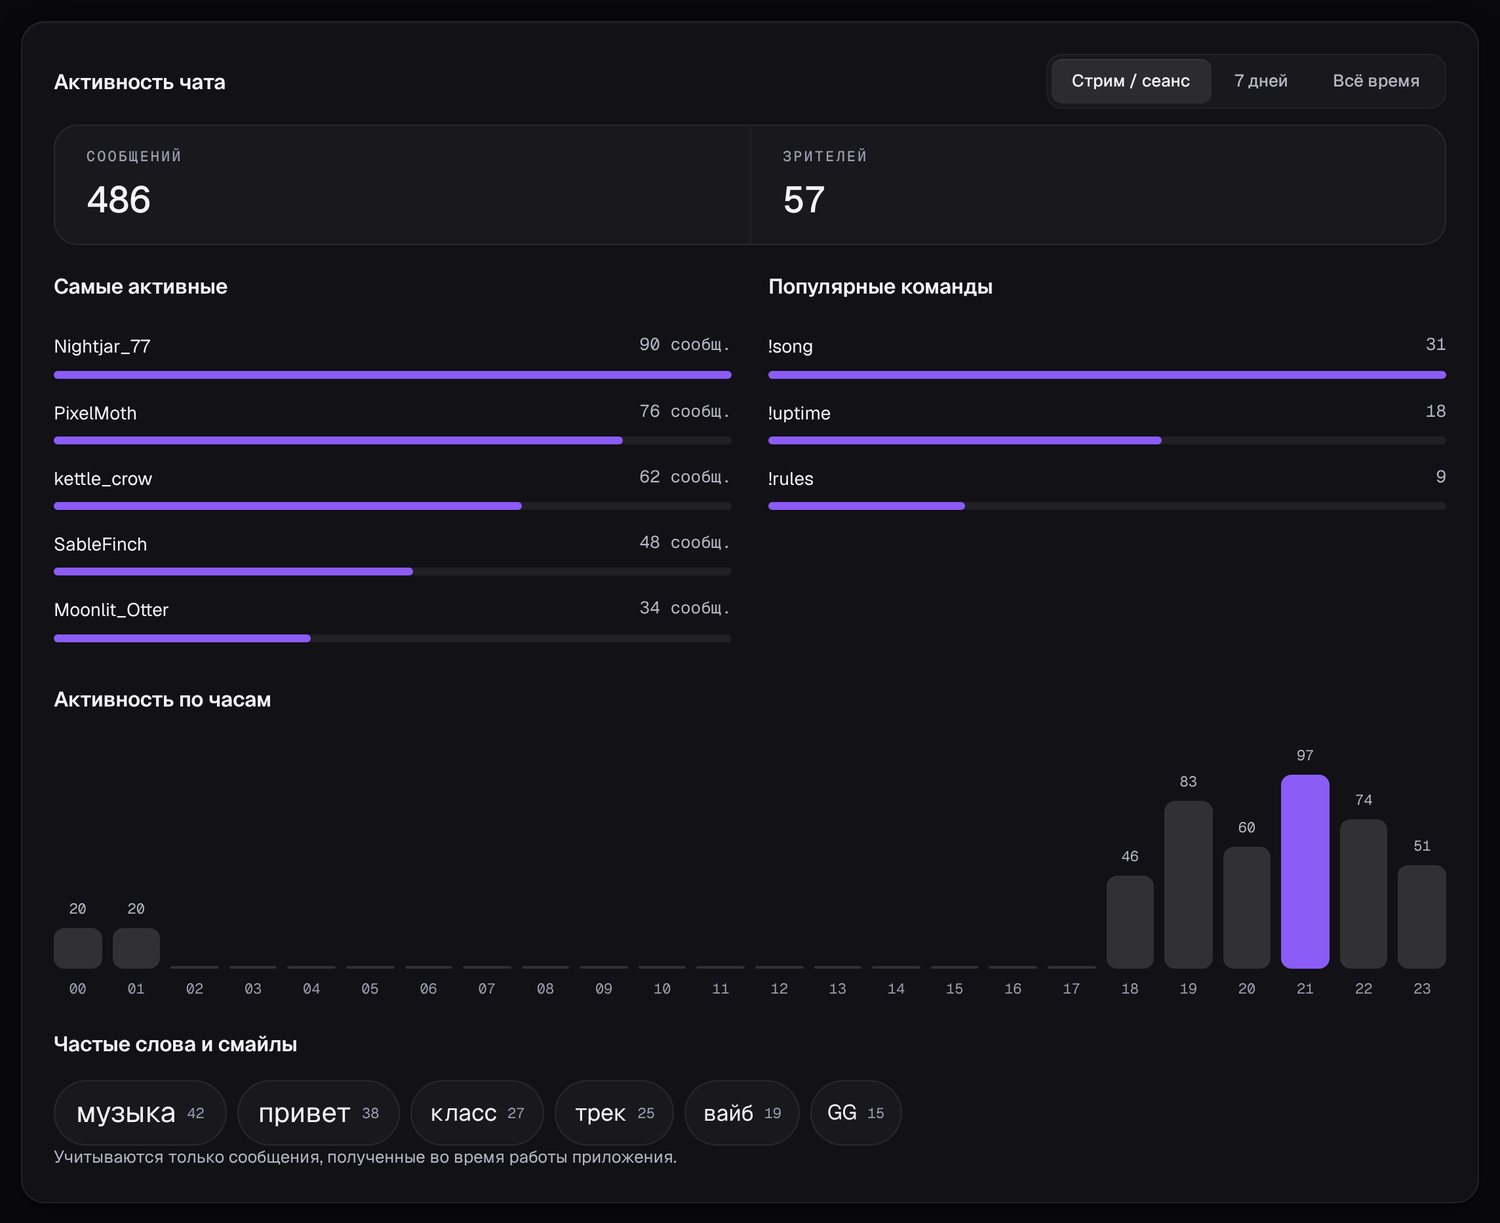 Активность чата
Стрим / сеанс 7 дней Всё время
СООБЩЕНИЙ
486
ЗРИТЕЛЕЙ
57
Самые активные
Nightjar_77 90 сообщ.
PixelMoth 76 сообщ.
kettle_crow 62 сообщ.
SableFinch 48 сообщ.
Moonlit_Otter 34 сообщ.
Популярные команды
!song 31
!uptime 18
!rules 9
Активность по часам
20 20 46 83 60 97 74 51
00 01 02 03 04 05 06 07 08 09 10 11 12 13 14 15 16 17 18 19 20 21 22 23
Частые слова и смайлы
музыка 42 привет 38 класс 27 трек 25 вайб 19 GG 15
Учитываются только сообщения, полученные во время работы приложения.